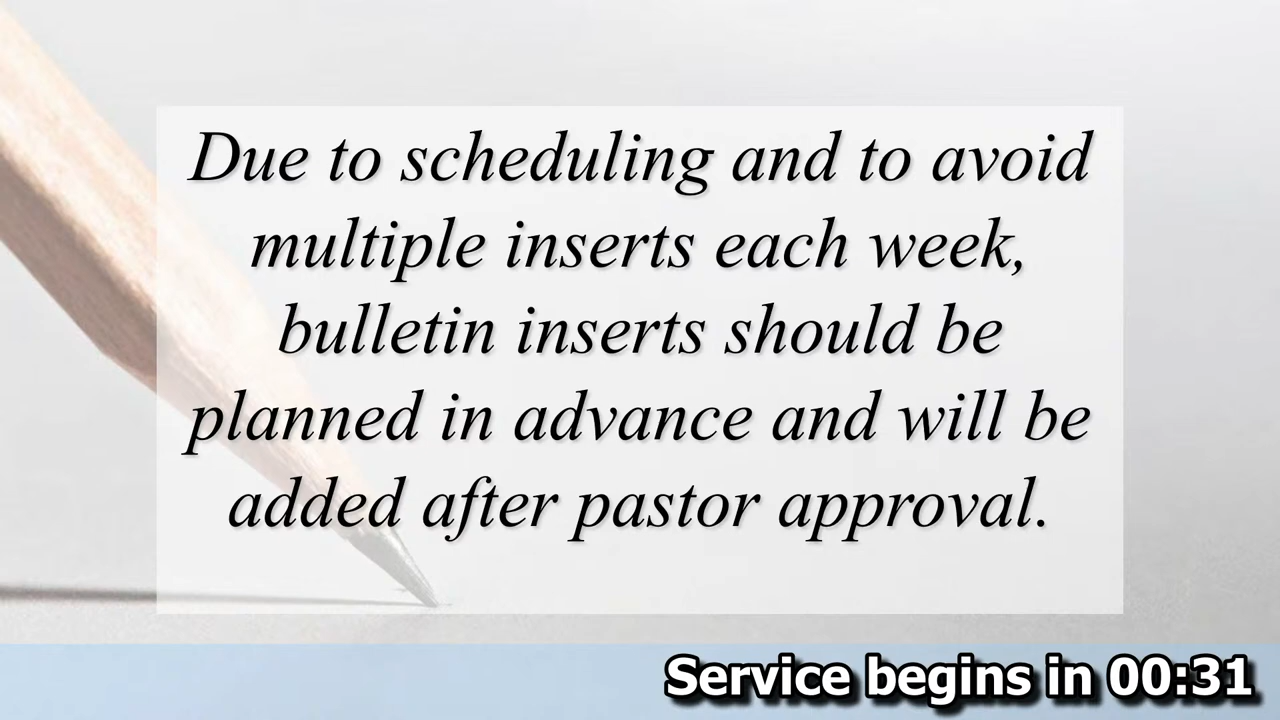 Due to scheduling and to avoid
multiple inserts each week,
bulletin inserts should be
planned in advance and will be
added after pastor approval.
Service begins in 00:31